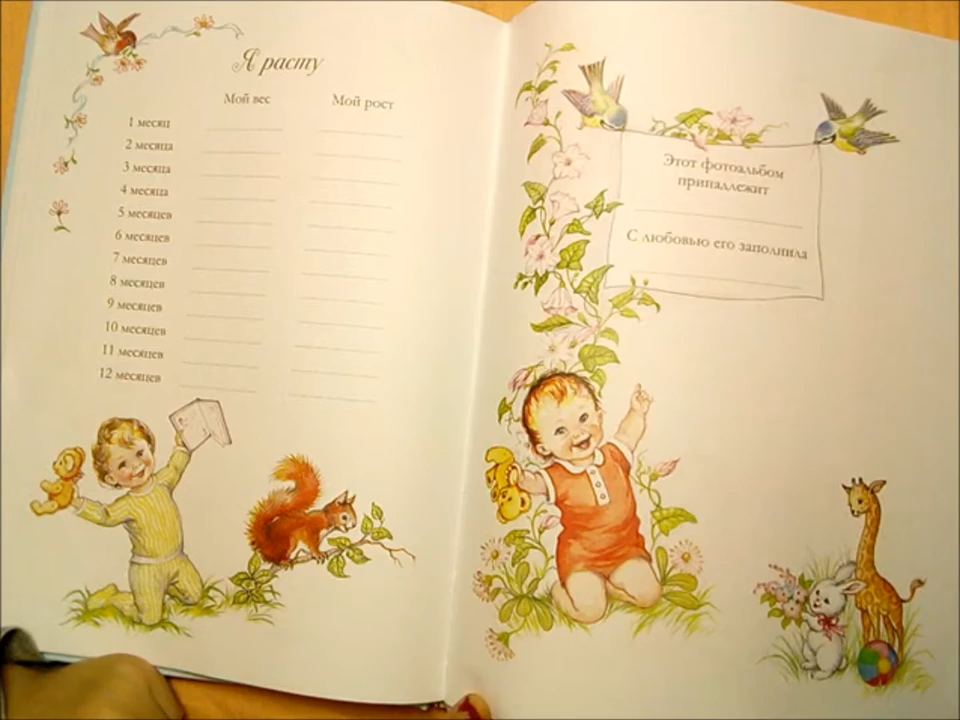 Я расту
Мой вес Мой рост
1 месяц
2 месяца
3 месяца
4 месяца
5 месяцев
6 месяцев
7 месяцев
8 месяцев
9 месяцев
10 месяцев
11 месяцев
12 месяцев
Этот фотоальбом
принадлежит
С любовью его заполнила